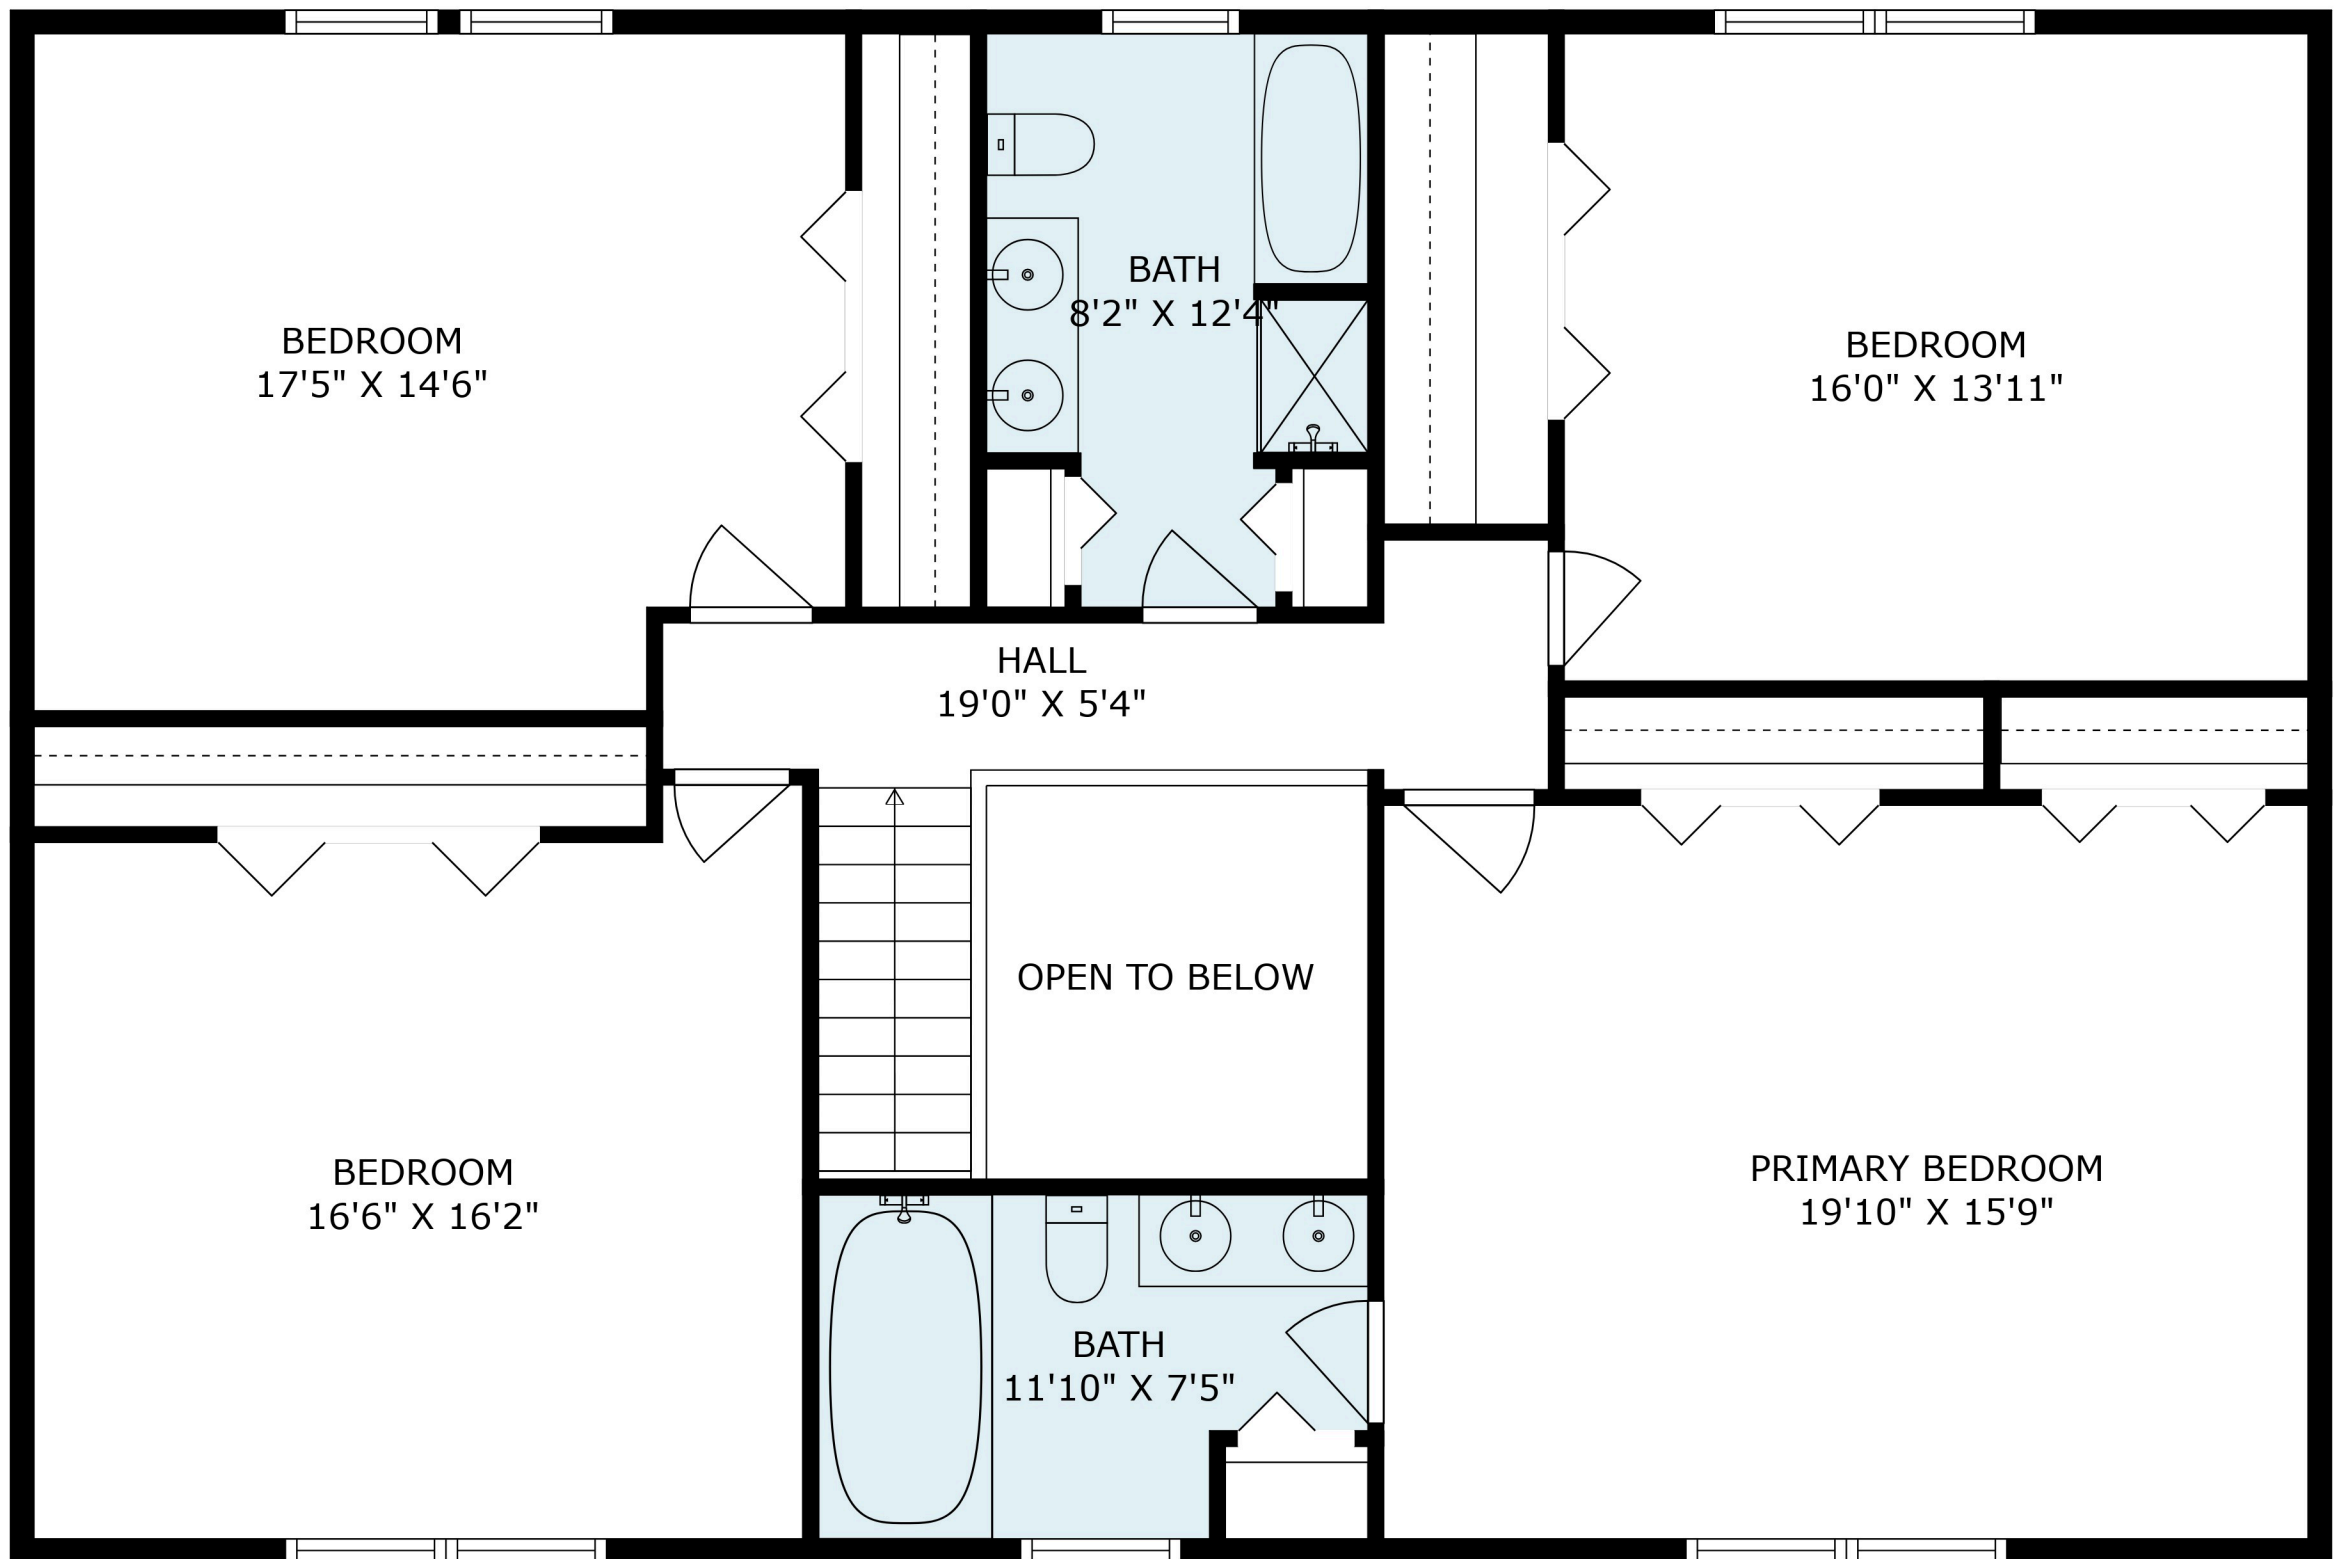 BATH
8'2" X 12'4"
BEDROOM
17'5" X 14'6"
BEDROOM
16'0" X 13'11"
HALL
19'0" X 5'4"
OPEN TO BELOW
BEDROOM
16'6" X 16'2"
PRIMARY BEDROOM
19'10" X 15'9"
BATH
11'10" X 7'5"